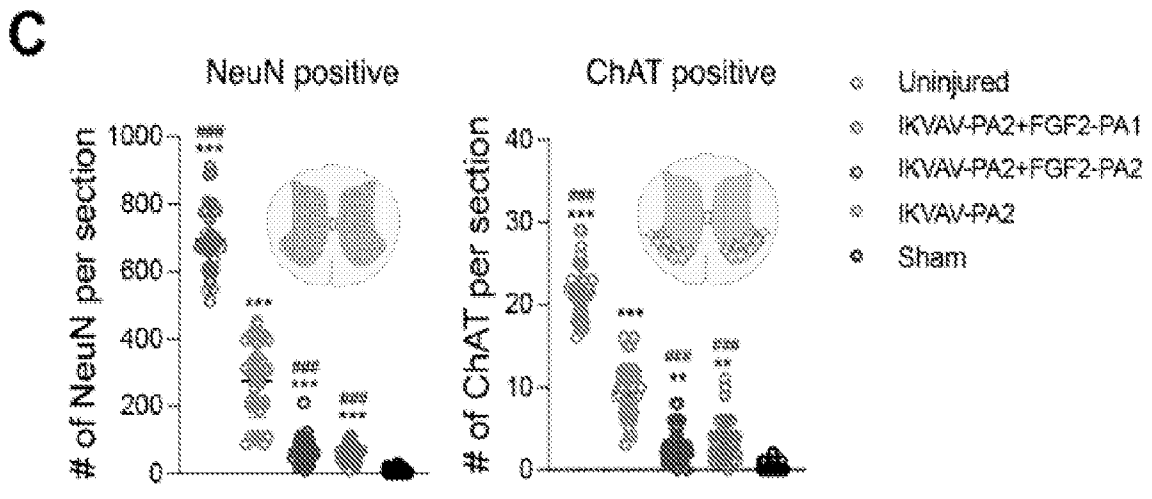 C
NeuN positive
# of NeuN per section
1000
800
600
400
200
0
###
***
***
###
***
###
***
ChAT positive
# of ChAT per section
40
30
20
10
0
###
***
***
###
**
###
**
Uninjured
IKVAV-PA2+FGF2-PA1
IKVAV-PA2+FGF2-PA2
IKVAV-PA2
Sham